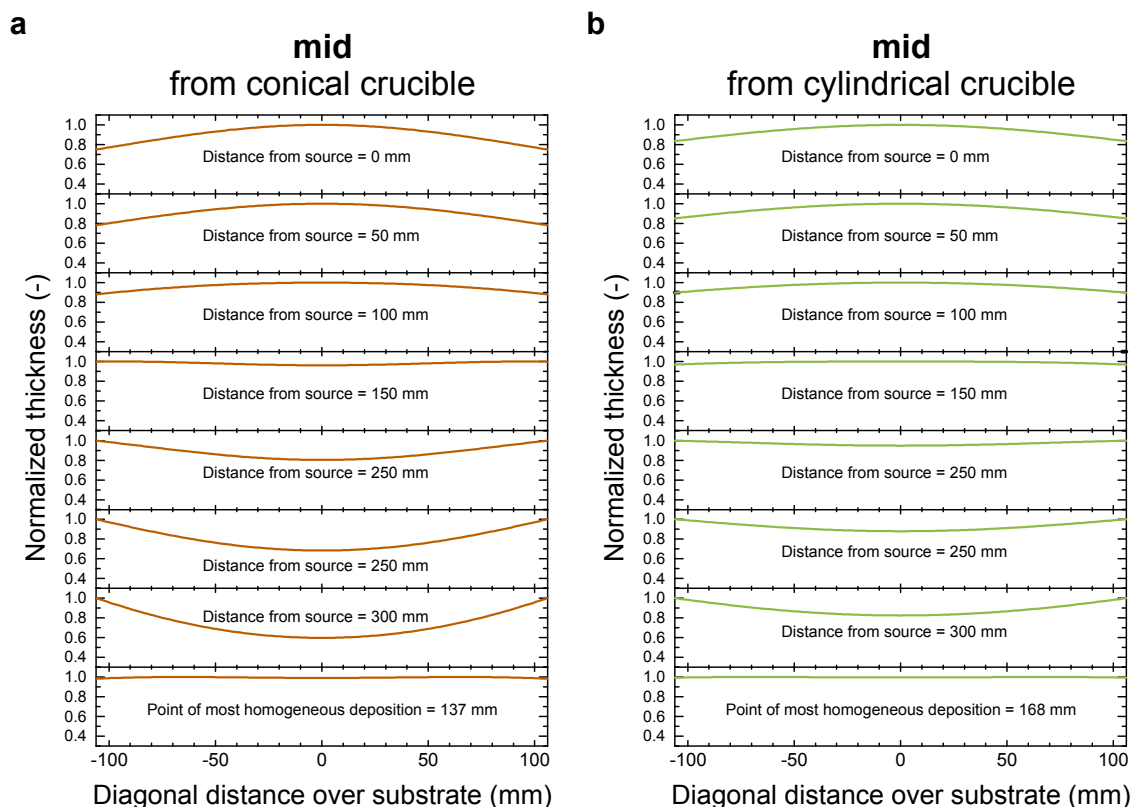 a
mid
from conical crucible
Normalized thickness (-)
1.0
0.8
0.6
0.4
Distance from source = 0 mm
1.0
0.8
0.6
0.4
Distance from source = 50 mm
1.0
0.8
0.6
0.4
Distance from source = 100 mm
1.0
0.8
0.6
0.4
Distance from source = 150 mm
1.0
0.8
0.6
0.4
Distance from source = 250 mm
1.0
0.8
0.6
0.4
Distance from source = 250 mm
1.0
0.8
0.6
0.4
Distance from source = 300 mm
1.0
0.8
0.6
0.4
Point of most homogeneous deposition = 137 mm
-100 -50 0 50 100
Diagonal distance over substrate (mm)
b
mid
from cylindrical crucible
Normalized thickness (-)
1.0
0.8
0.6
0.4
Distance from source = 0 mm
1.0
0.8
0.6
0.4
Distance from source = 50 mm
1.0
0.8
0.6
0.4
Distance from source = 100 mm
1.0
0.8
0.6
0.4
Distance from source = 150 mm
1.0
0.8
0.6
0.4
Distance from source = 250 mm
1.0
0.8
0.6
0.4
Distance from source = 250 mm
1.0
0.8
0.6
0.4
Distance from source = 300 mm
1.0
0.8
0.6
0.4
Point of most homogeneous deposition = 168 mm
-100 -50 0 50 100
Diagonal distance over substrate (mm)